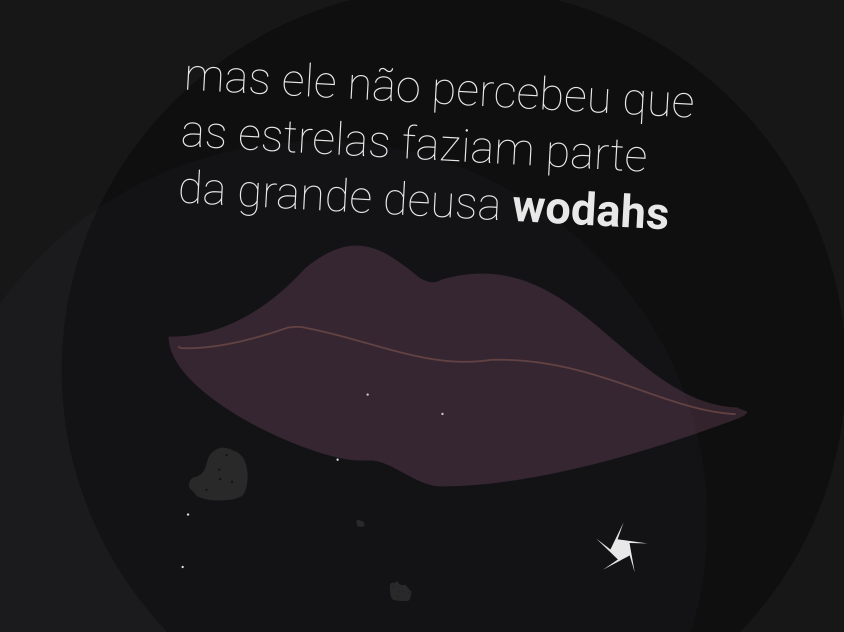 mas ele não percebeu que
as estrelas faziam parte
da grande deusa wodahs